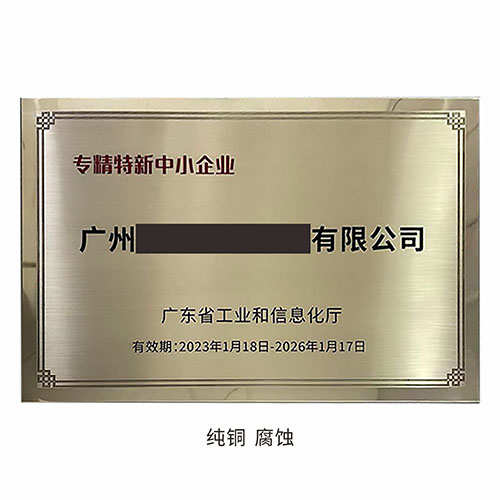 专精特新中小企业
广州 有限公司
广东省工业和信息化厅
有效期:2023年1月18日-2026年1月17日
纯铜 腐蚀